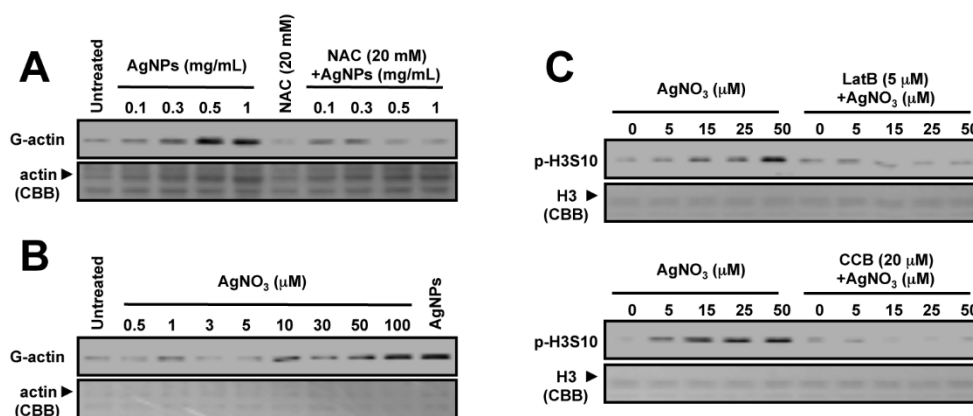 A
Untreated
AgNPs (mg/mL)
NAC (20 mM)
NAC (20 mM)
+AgNPs (mg/mL)
0.1 0.3 0.5 1 0.1 0.3 0.5 1
G-actin
actin
(CBB)
B
Untreated
AgNO₃ (μM)
AgNPs
0.5 1 3 5 10 30 50 100
G-actin
actin
(CBB)
C
AgNO₃ (μM)
LatB (5 μM)
+AgNO₃ (μM)
0 5 15 25 50 0 5 15 25 50
p-H3S10
H3
(CBB)
AgNO₃ (μM)
CCB (20 μM)
+AgNO₃ (μM)
0 5 15 25 50 0 5 15 25 50
p-H3S10
H3
(CBB)